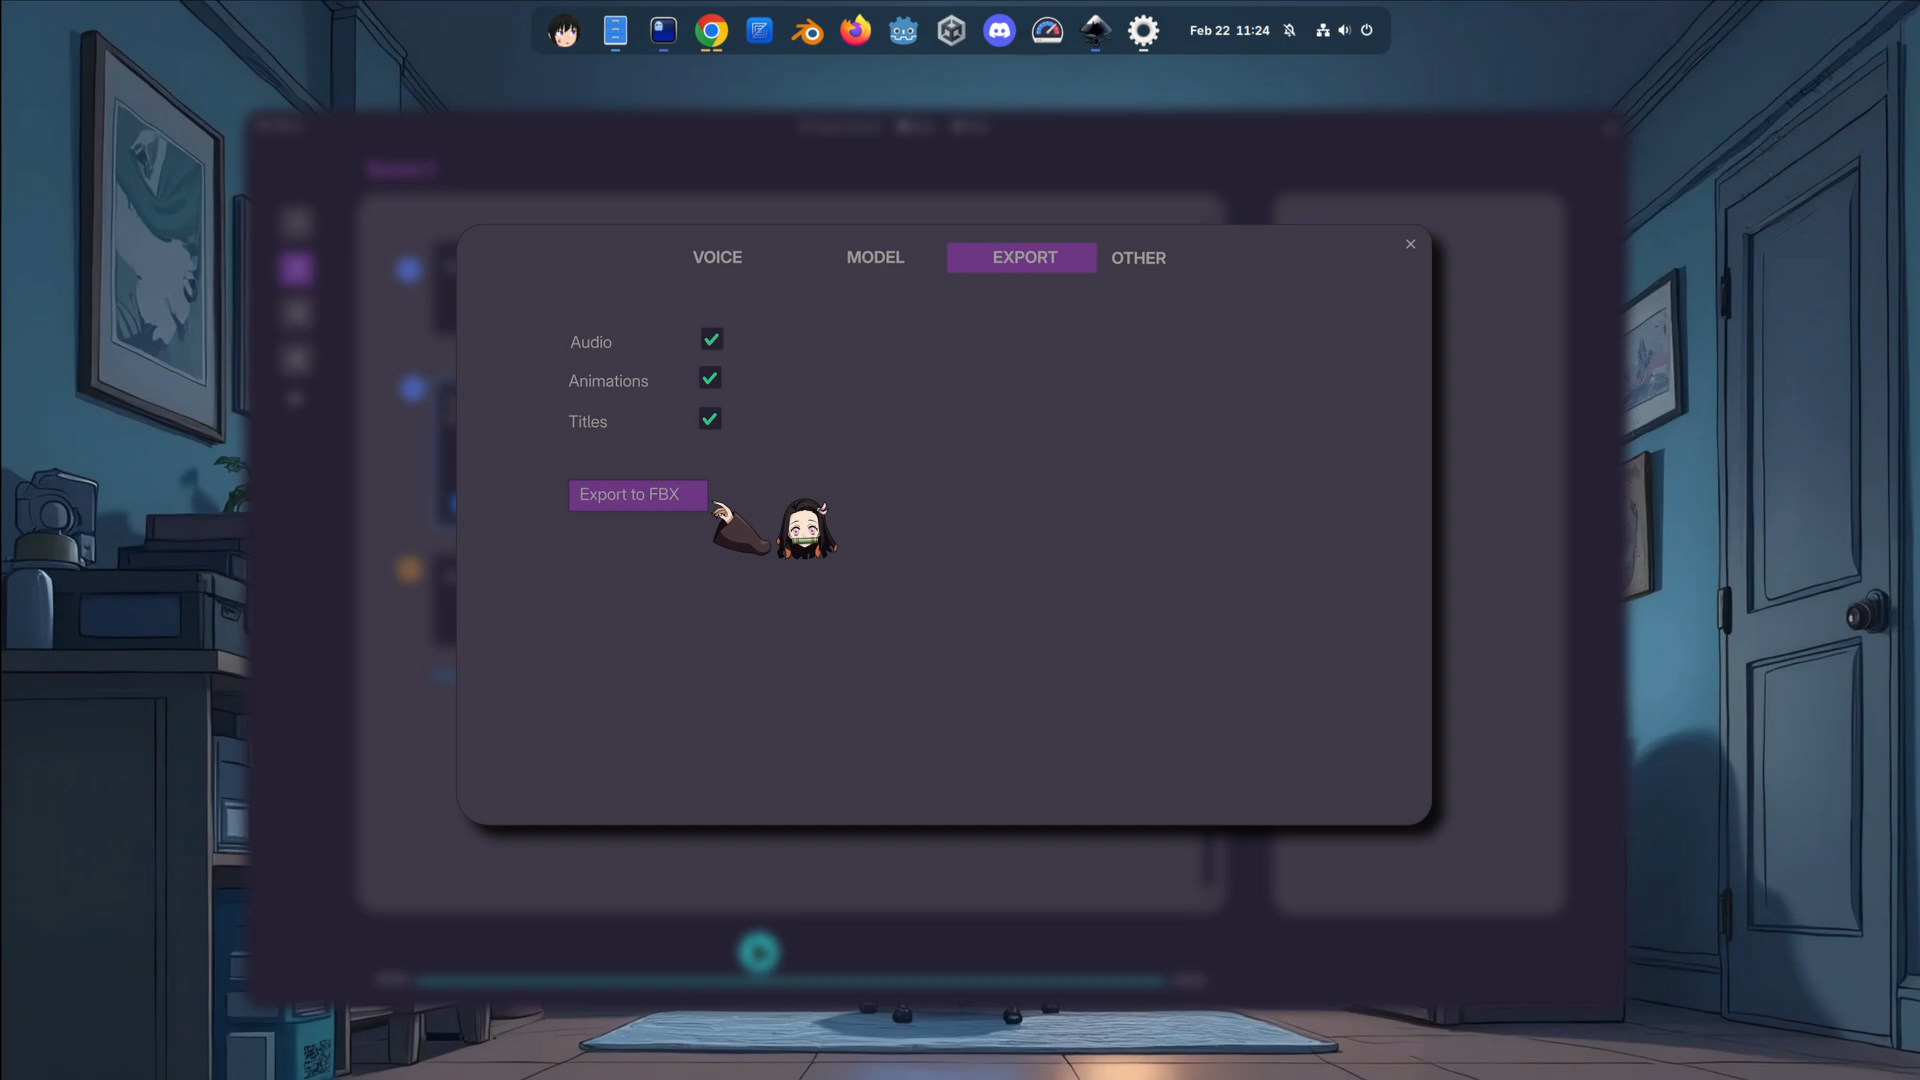 Feb 22 11:24
VOICE MODEL EXPORT OTHER
Audio
Animations
Titles
Export to FBX